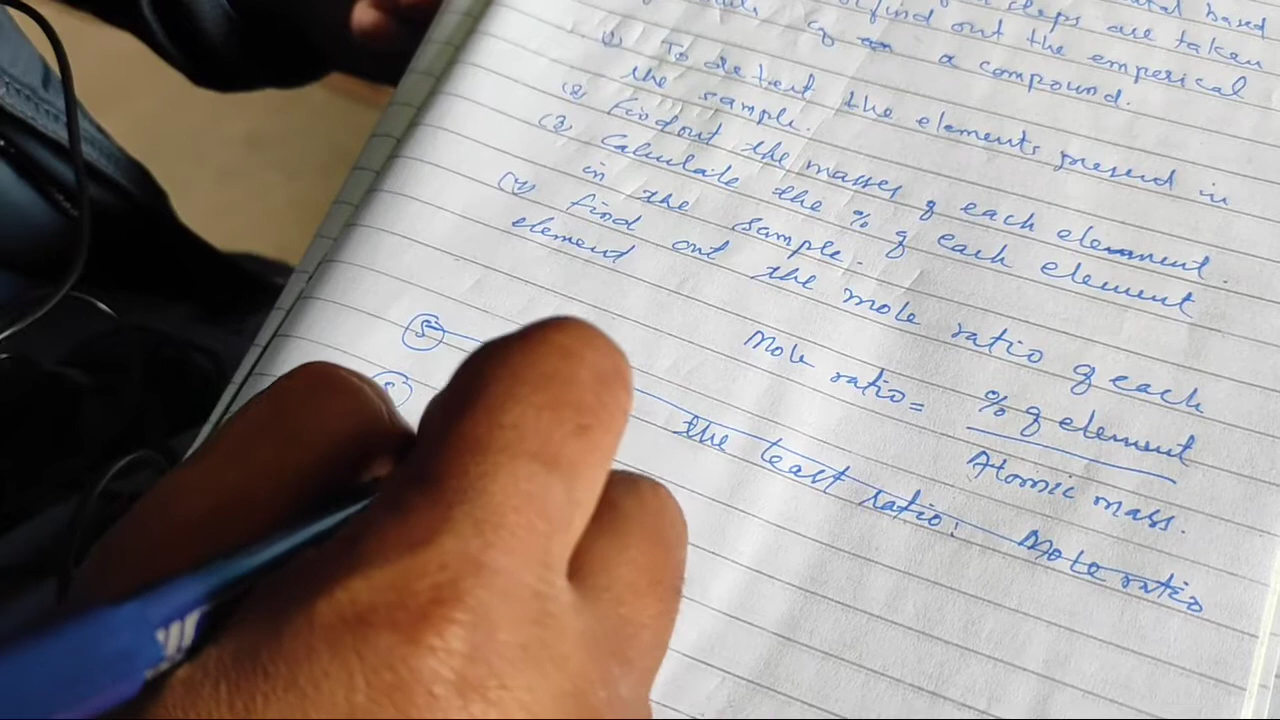 based
steps are taken
find out the emperical
of a compound.
(1) To detect the elements present in
the sample.
(2) Find out the masses of each element.
(3) Calculate the % of each element
in the sample.
(4) find out the mole ratio of each
element
Mole ratio = % of element
Atomic mass.
(5)
the least ratio: Mole ratio